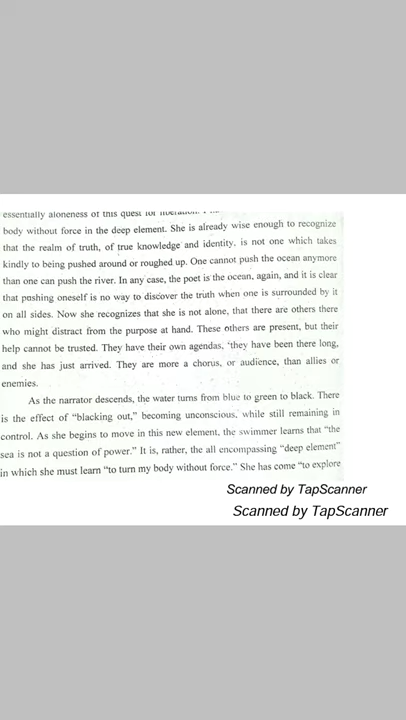 essentially aloneness of this quest for liberation.
body without force in the deep element. She is already wise enough to recognize
that the realm of truth, of true knowledge and identity, is not one which takes
kindly to being pushed around or roughed up. One cannot push the ocean anymore
than one can push the river. In any case, the poet is the ocean, again, and it is clear
that poshing oneself is no way to discover the truth when one is surrounded by it
on all sides. Now she recognizes that she is not alone, that there are others there
who might distract from the purpose at hand. These others are present, but their
help cannot be trusted. They have their own agendas, ‘they have been there long,
and she has just arrived. They are more a chorus, or audience, than allies or
enemies.
As the narrator descends, the water turns from blue to green to black. There
is the effect of “blacking out,” becoming unconscious, while still remaining in
control. As she begins to move in this new element, the swimmer learns that “the
sea is not a question of power.” It is, rather, the all encompassing “deep element”
in which she must learn “to turn my body without force.” She has come “to explore
Scanned by TapScanner
Scanned by TapScanner